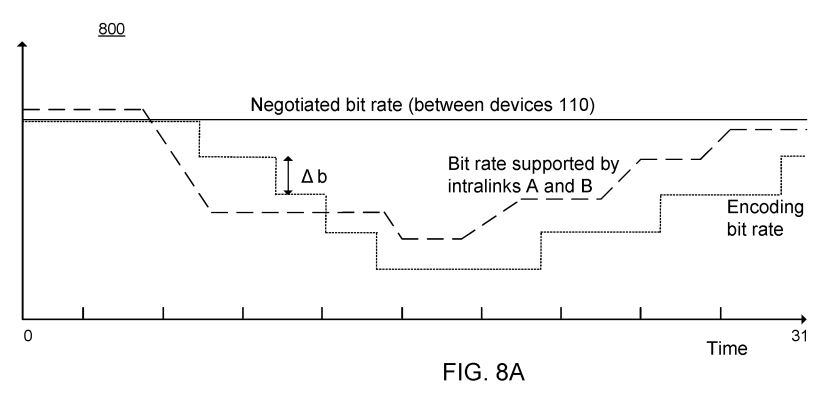 800
Negotiated bit rate (between devices 110)
Δ b
Bit rate supported by
intralinks A and B
Encoding
bit rate
0
31
Time
FIG. 8A